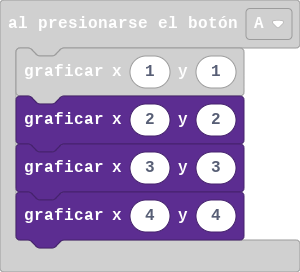 al presionarse el botón A
graficar x 1 y 1
graficar x 2 y 2
graficar x 3 y 3
graficar x 4 y 4